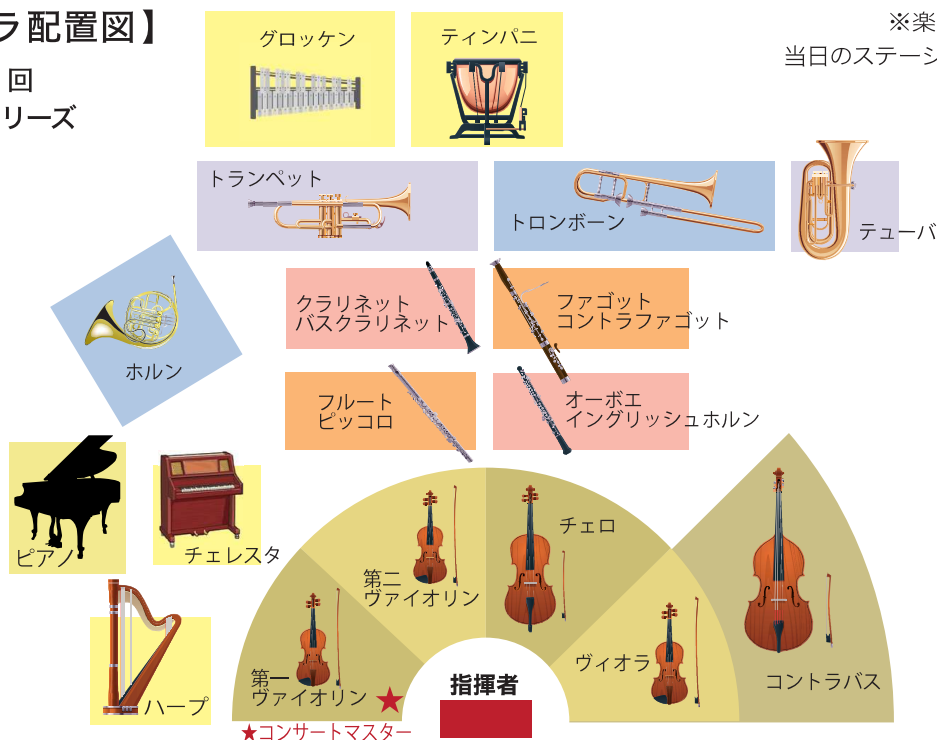 ラ配置図】
回
リーズ
※楽
当日のステージ
グロッケン
ティンパニ
トランペット
トロンボーン
テューバ
ホルン
クラリネット
バスクラリネット
ファゴット
コントラファゴット
フルート
ピッコロ
オーボエ
イングリッシュホルン
ピアノ
チェレスタ
ハープ
第一
ヴァイオリン
第二
ヴァイオリン
チェロ
ヴィオラ
コントラバス
指揮者
★
★コンサートマスター